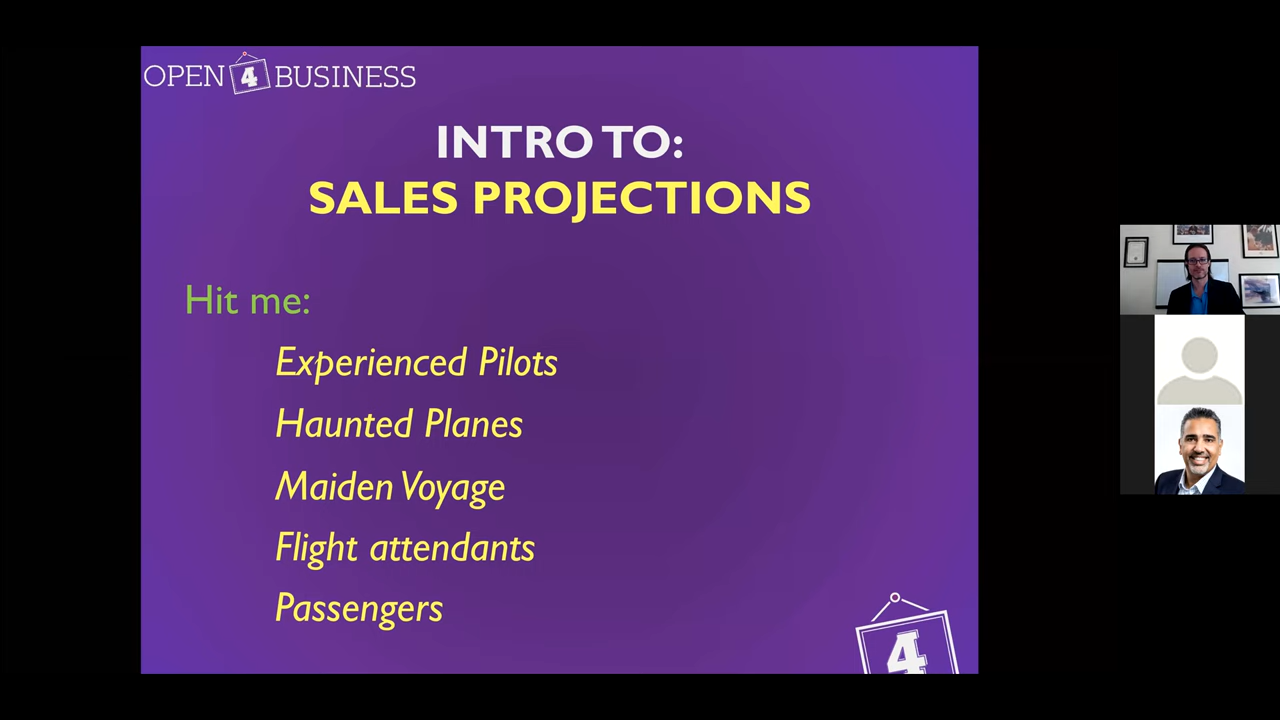 OPEN 4 BUSINESS
INTRO TO:
SALES PROJECTIONS
Hit me:
Experienced Pilots
Haunted Planes
Maiden Voyage
Flight attendants
Passengers
4